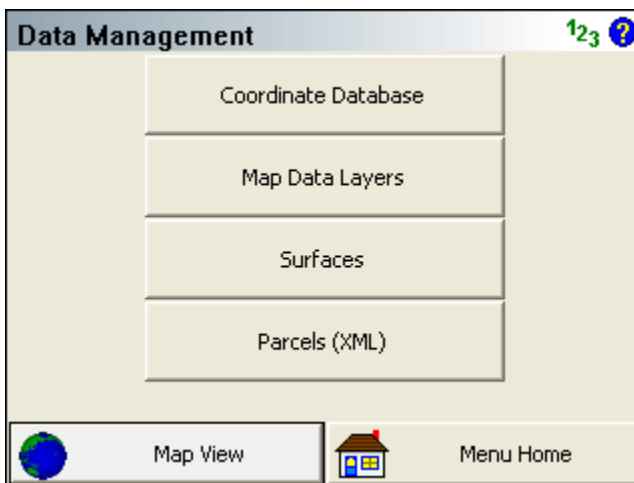 Data Management
123 ?
Coordinate Database
Map Data Layers
Surfaces
Parcels (XML)
Map View
Menu Home